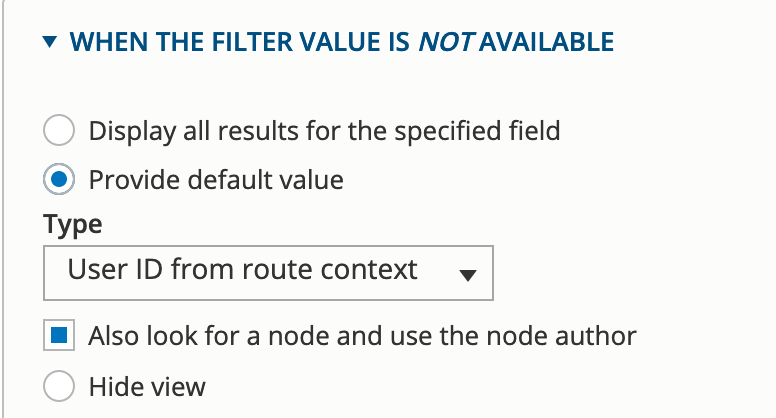 WHEN THE FILTER VALUE IS NOT AVAILABLE
Display all results for the specified field
Provide default value
Type
User ID from route context
Also look for a node and use the node author
Hide view